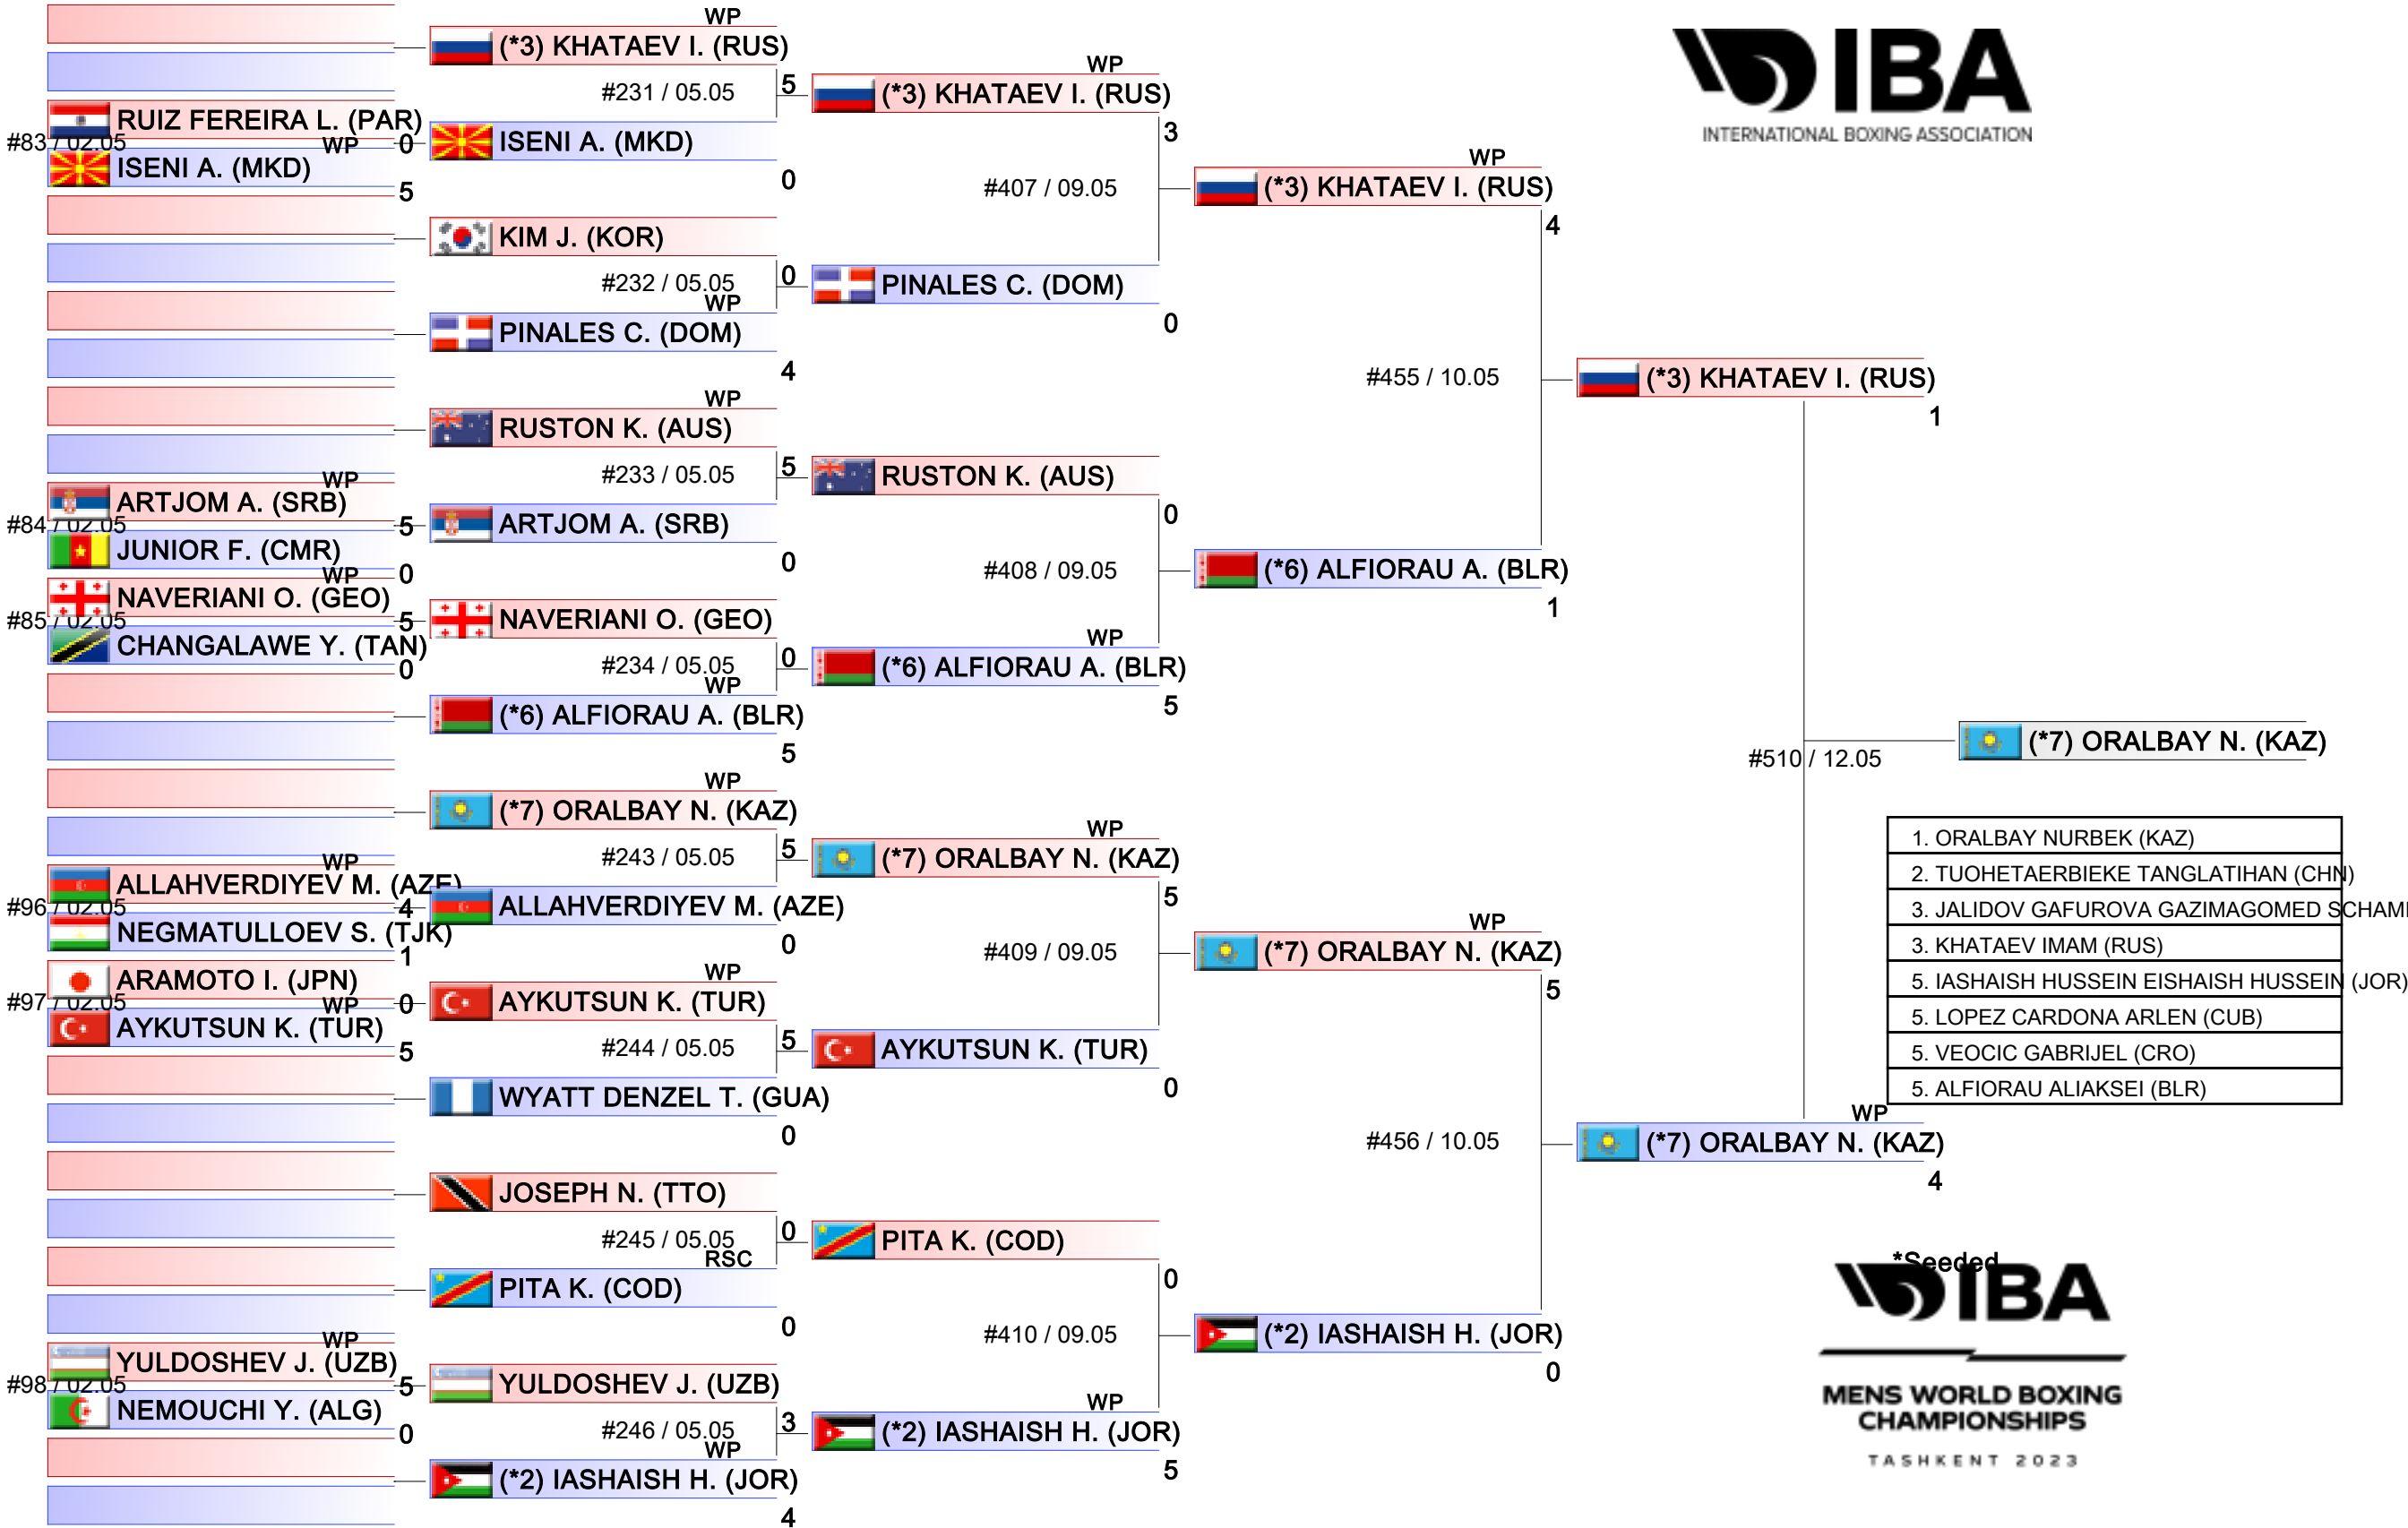 IBA
INTERNATIONAL BOXING ASSOCIATION
RUIZ FEREIRA L. (PAR)
#83 / 02.05
WP
0
ISENI A. (MKD)
5
WP
ARTJOM A. (SRB)
#84 / 02.05
5
JUNIOR F. (CMR)
0
WP
NAVERIANI O. (GEO)
#85 / 02.05
5
CHANGALAWE Y. (TAN)
0
WP
ALLAHVERDIYEV M. (AZE)
#96 / 02.05
4
NEGMATULLOEV S. (TJK)
1
ARAMOTO I. (JPN)
#97 / 02.05
WP
0
AYKUTSUN K. (TUR)
5
WP
YULDOSHEV J. (UZB)
#98 / 02.05
5
NEMOUCHI Y. (ALG)
0
WP
(*3) KHATAEV I. (RUS)
#231 / 05.05
5
ISENI A. (MKD)
0
KIM J. (KOR)
#232 / 05.05
0
WP
PINALES C. (DOM)
4
WP
RUSTON K. (AUS)
#233 / 05.05
5
ARTJOM A. (SRB)
0
NAVERIANI O. (GEO)
#234 / 05.05
0
WP
(*6) ALFIORAU A. (BLR)
5
WP
(*7) ORALBAY N. (KAZ)
#243 / 05.05
5
ALLAHVERDIYEV M. (AZE)
0
WP
AYKUTSUN K. (TUR)
#244 / 05.05
5
WYATT DENZEL T. (GUA)
0
JOSEPH N. (TTO)
#245 / 05.05
0
RSC
PITA K. (COD)
0
YULDOSHEV J. (UZB)
#246 / 05.05
3
WP
(*2) IASHAISH H. (JOR)
4
WP
(*3) KHATAEV I. (RUS)
3
#407 / 09.05
PINALES C. (DOM)
0
RUSTON K. (AUS)
0
#408 / 09.05
WP
(*6) ALFIORAU A. (BLR)
5
WP
(*7) ORALBAY N. (KAZ)
5
#409 / 09.05
AYKUTSUN K. (TUR)
0
PITA K. (COD)
0
#410 / 09.05
WP
(*2) IASHAISH H. (JOR)
5
WP
(*3) KHATAEV I. (RUS)
4
#455 / 10.05
(*6) ALFIORAU A. (BLR)
1
WP
(*7) ORALBAY N. (KAZ)
5
#456 / 10.05
(*2) IASHAISH H. (JOR)
0
(*3) KHATAEV I. (RUS)
1
#510 / 12.05
WP
(*7) ORALBAY N. (KAZ)
4
(*7) ORALBAY N. (KAZ)
1. ORALBAY NURBEK (KAZ)
2. TUOHETAERBIEKE TANGLATIHAN (CHN)
3. JALIDOV GAFUROVA GAZIMAGOMED
3. KHATAEV IMAM (RUS)
5. IASHAISH HUSSEIN EISHAISH HUSSEIN (JOR)
5. LOPEZ CARDONA ARLEN (CUB)
5. VEOCIC GABRIJEL (CRO)
5. ALFIORAU ALIAKSEI (BLR)
*Seeded
IBA
MENS WORLD BOXING
CHAMPIONSHIPS
TASHKENT 2023